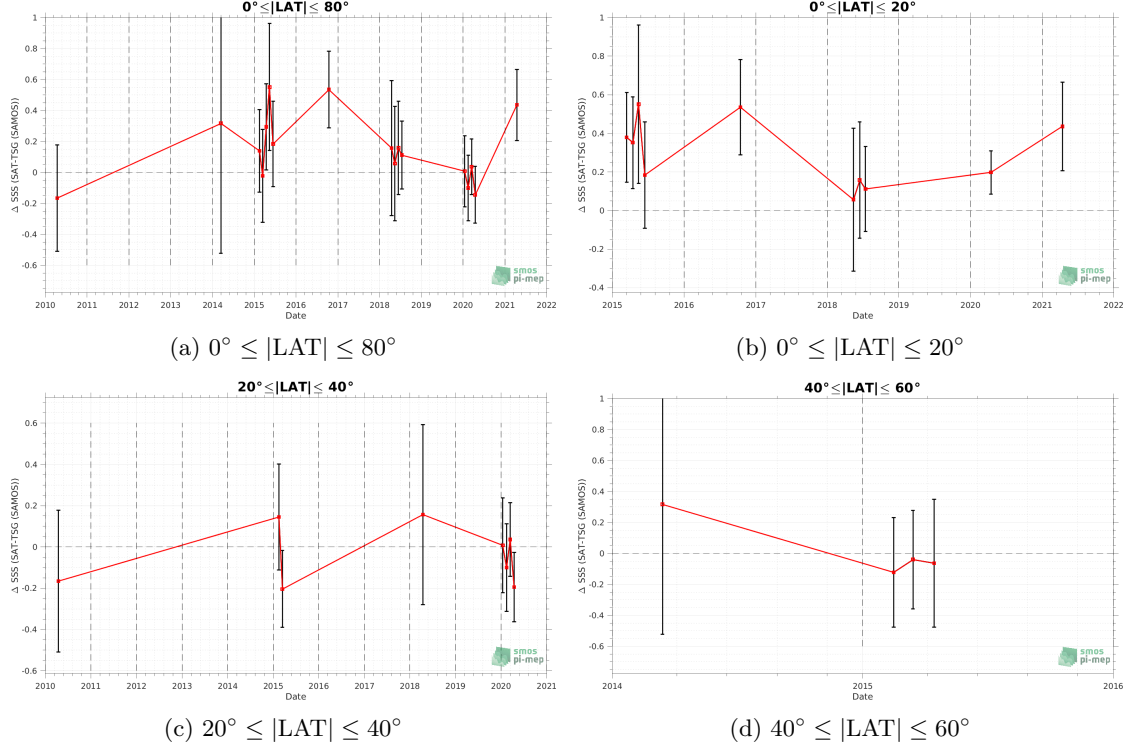 0°≤|LAT|≤ 80°
Δ SSS (SAT-TSG (SAMOS))
1
0.8
0.6
0.4
0.2
0
-0.2
-0.4
-0.6
2010 2011 2012 2013 2014 2015 2016 2017 2018 2019 2020 2021 2022
Date
smos
pi-mep
(a) 0° ≤ |LAT| ≤ 80°
0°≤|LAT|≤ 20°
Δ SSS (SAT-TSG (SAMOS))
1
0.8
0.6
0.4
0.2
0
-0.2
-0.4
2015 2016 2017 2018 2019 2020 2021 2022
Date
smos
pi-mep
(b) 0° ≤ |LAT| ≤ 20°
20°≤|LAT|≤ 40°
Δ SSS (SAT-TSG (SAMOS))
0.6
0.4
0.2
0
-0.2
-0.4
-0.6
2010 2011 2012 2013 2014 2015 2016 2017 2018 2019 2020 2021
Date
smos
pi-mep
(c) 20° ≤ |LAT| ≤ 40°
40°≤|LAT|≤ 60°
Δ SSS (SAT-TSG (SAMOS))
1
0.8
0.6
0.4
0.2
0
-0.2
-0.4
-0.6
2014 2015 2016
Date
smos
pi-mep
(d) 40° ≤ |LAT| ≤ 60°